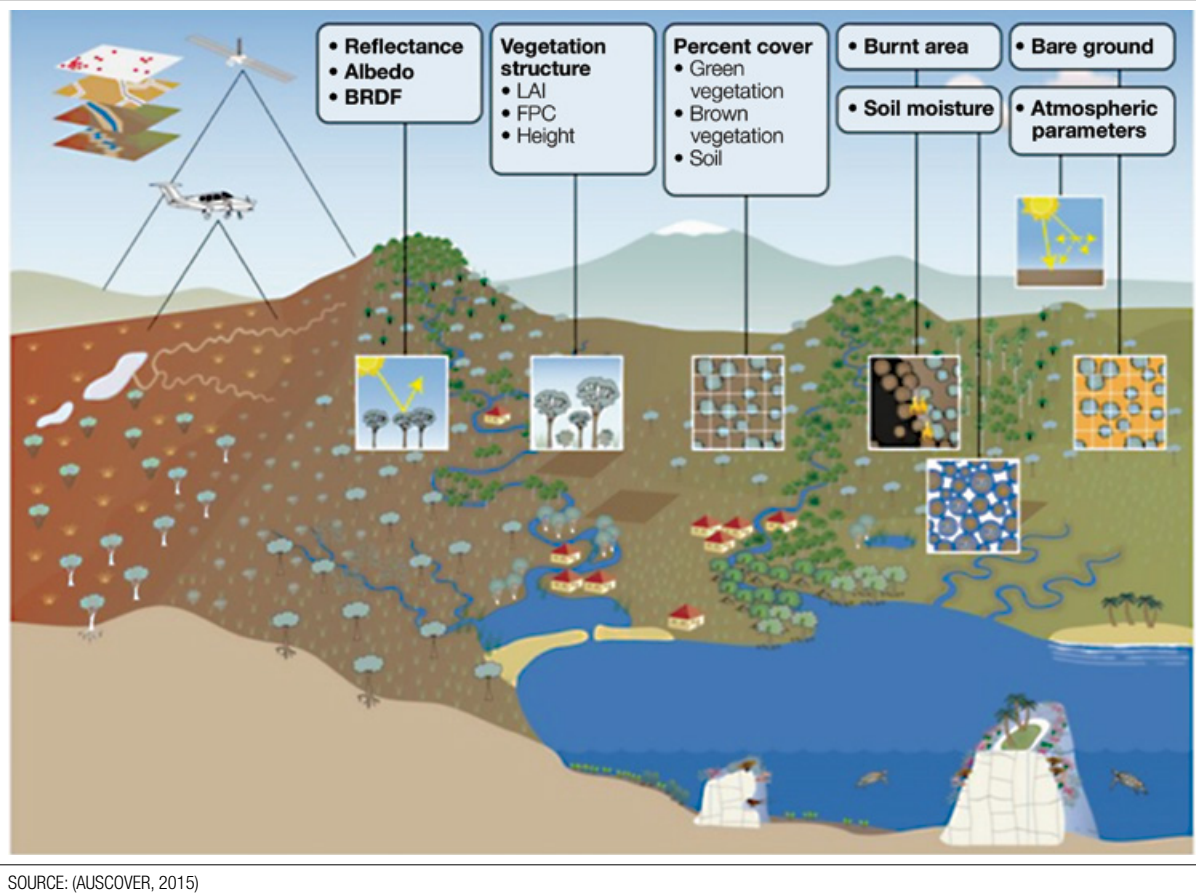 • Reflectance
• Albedo
• BRDF
Vegetation
structure
• LAI
• FPC
• Height
Percent cover
• Green
vegetation
• Brown
vegetation
• Soil
• Burnt area
• Soil moisture
• Bare ground
• Atmospheric
parameters
SOURCE: (AUSCOVER, 2015)